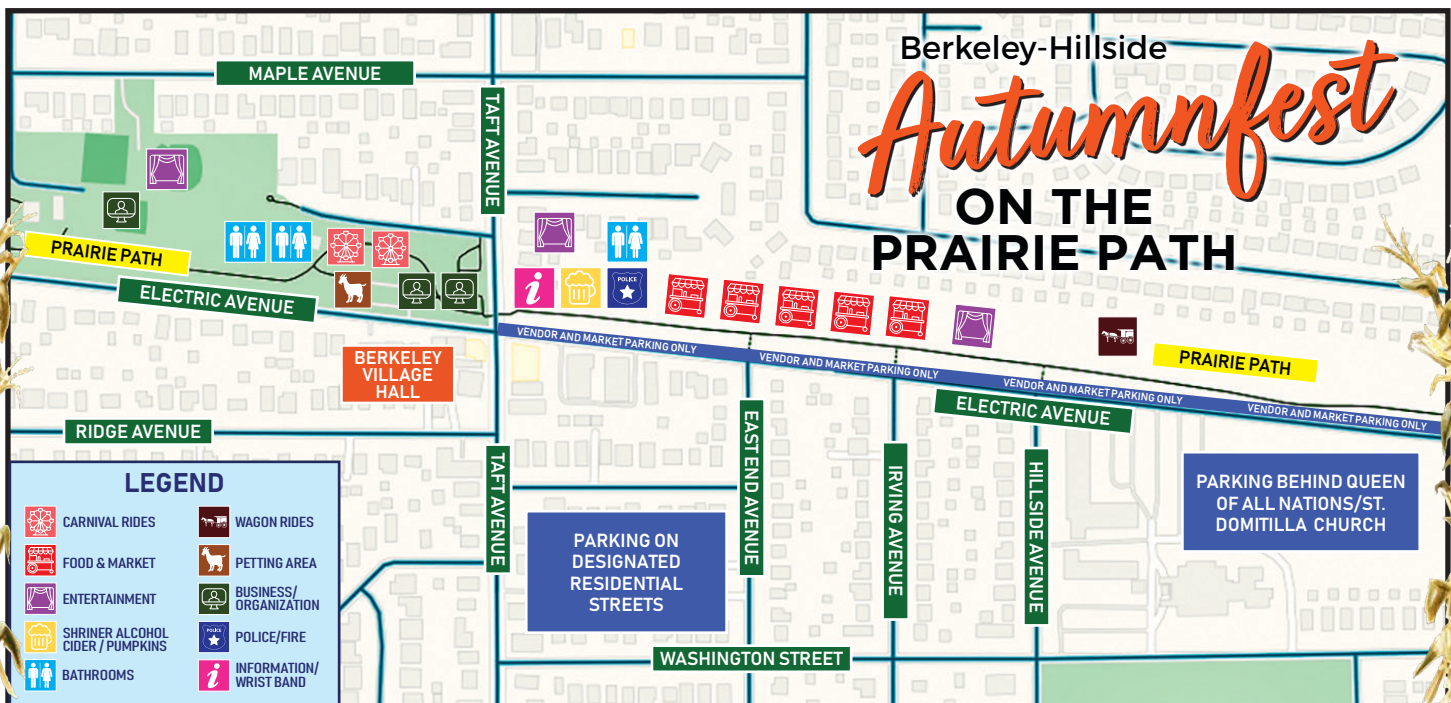 Berkeley-Hillside
Autumnfest
ON THE
PRAIRIE PATH
MAPLE AVENUE
TAFT AVENUE
PRAIRIE PATH
ELECTRIC AVENUE
POLICE
VENDOR AND MARKET PARKING ONLY
VENDOR AND MARKET PARKING ONLY
VENDOR AND MARKET PARKING ONLY
VENDOR AND MARKET PARKING ONLY
PRAIRIE PATH
ELECTRIC AVENUE
BERKELEY
VILLAGE
HALL
RIDGE AVENUE
TAFT AVENUE
EAST END AVENUE
IRVING AVENUE
HILLSIDE AVENUE
PARKING BEHIND QUEEN
OF ALL NATIONS/ST.
DOMITILLA CHURCH
PARKING ON
DESIGNATED
RESIDENTIAL
STREETS
WASHINGTON STREET
LEGEND
CARNIVAL RIDES
FOOD & MARKET
ENTERTAINMENT
SHRINER ALCOHOL
CIDER / PUMPKINS
BATHROOMS
WAGON RIDES
PETTING AREA
BUSINESS/
ORGANIZATION
POLICE
POLICE/FIRE
INFORMATION/
WRIST BAND